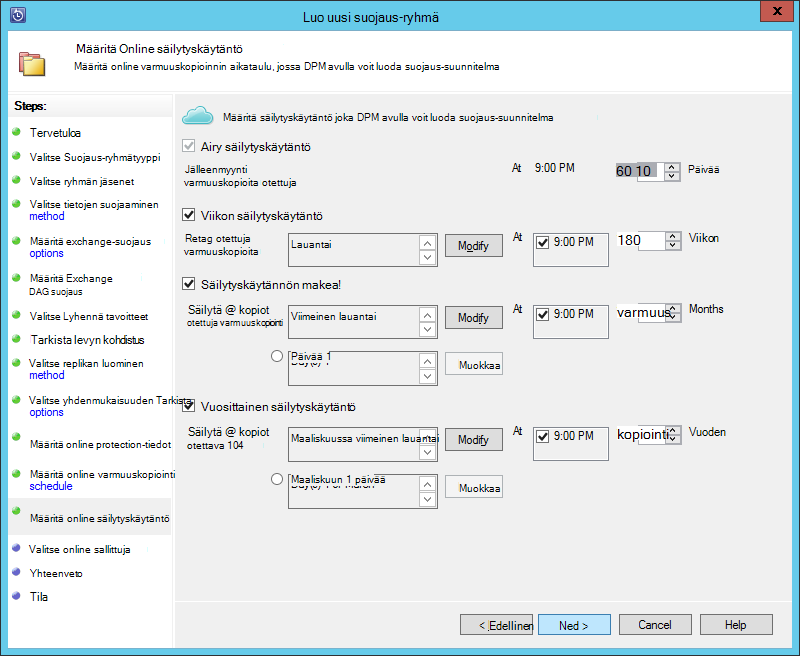 Luo uusi suojaus-ryhmä
x
Määritä Online säilytyskäytäntö
Määritä online varmuuskopioinnin aikataulu, jossa DPM avulla voit luoda suojaus-suunnitelma
Steps:
Tervetuloa
Valitse Suojaus-ryhmätyyppi
Valitse ryhmän jäsenet
Valitse tietojen suojaaminen
method
Määritä exchange-suojaus
options
Määritä Exchange
DAG suojaus
Valitse Lyhennä tavoitteet
Tarkista levyn kohdistus
Valitse replikan luominen
method
Valitse yhdenmukaisuuden Tarkista
options
Määritä online protection-tiedot
Määritä online varmuuskopiointi
schedule
Määritä online säilytyskäytäntö
Valitse online sallittuja
Yhteenveto
Tila
Määritä säilytyskäytäntö joka DPM avulla voit luoda suojaus-suunnitelma
Airy säilytyskäytäntö
Jälleenmyynti
varmuuskopioita otettuja
At 9:00 PM 60 10 Päivää
Viikon säilytyskäytäntö
Retag otettuja
varmuuskopioita
Lauantai Modify At 9:00 PM 180 Viikon
Säilytyskäytännön makea!
Säilytä @ kopiot
otettuja varmuuskopiointi
Viimeinen lauantai Modify At 9:00 PM varmuus Months
Päivää 1 Muokkaa
Vuosittainen säilytyskäytäntö
Säilytä @ kopiot
otettava 104
Maaliskuussa viimeinen lauantai Modify At 9:00 PM kopiointi Vuoden
Maaliskuun 1 päivää Muokkaa
< Edellinen Ned > Cancel Help